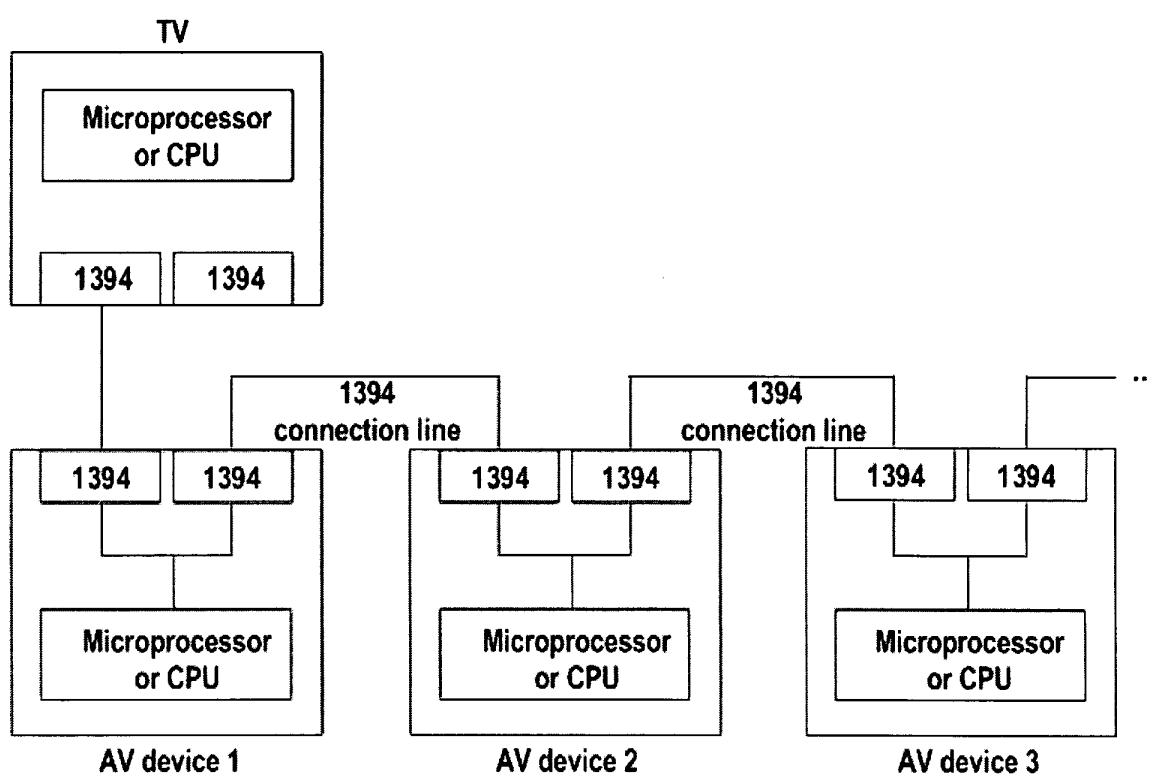 TV
Microprocessor
or CPU
1394 1394
1394
connection line
1394
connection line
..
1394 1394
1394 1394
1394 1394
Microprocessor
or CPU
Microprocessor
or CPU
Microprocessor
or CPU
AV device 1
AV device 2
AV device 3